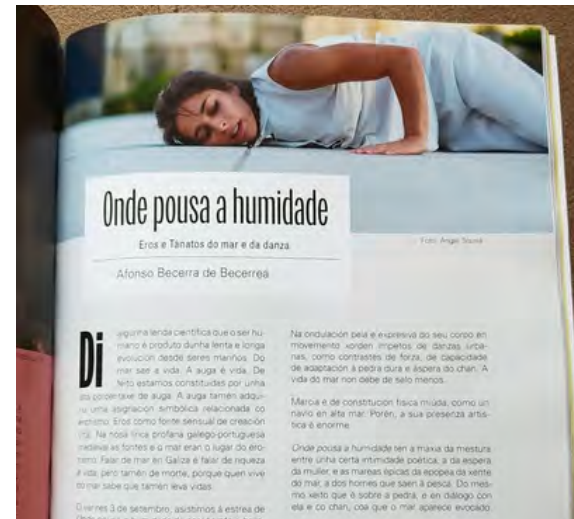 Onde pousa a humidade
Eros e Tánatos do mar e da danza
Afonso Becerra de Becerreá
Foto: Ángel Sousa
Di
algunha lenda científica que o ser hu-
mano é produto dunha lenta e longa
evolución desde seres mariños. Do
mar sae a vida. A auga é vida. De
feito estamos constituídas por unha
alta porcentaxe de auga. A auga tamén adqui-
riu unha asignación simbólica relacionada co
erotismo. Eros como fonte sensual de creación
vital. Na nosa lírica profana galego-portuguesa
medieval as fontes e o mar eran o lugar do ero-
tismo. Falar de mar en Galiza é falar de riqueza
e vida, pero tamén de morte, porque quen vive
do mar sabe que tamén leva vidas.
O venres 3 de setembro, asistimos á estrea de
Na ondulación pela e expresiva do seu corpo en
movemento xorden ímpetos de danzas urba-
nas, como contrastes de forza, de capacidade
de adaptación á pedra dura e áspera do chan. A
vida do mar non debe de selo menos.
Marcia é de constitución física miúda, como un
navío en alta mar. Porén, a súa presenza artís-
tica é enorme.
Onde pousa a humidade ten a maxia da mestura
entre unha certa intimidade poética, a da espera
da muller, e as mareas épicas da epopea da xente
do mar, a dos homes que saen á pesca. Do mes-
mo xeito que é sobre a pedra, e en diálogo con
ela e co chan, coa que o mar aparece evocado